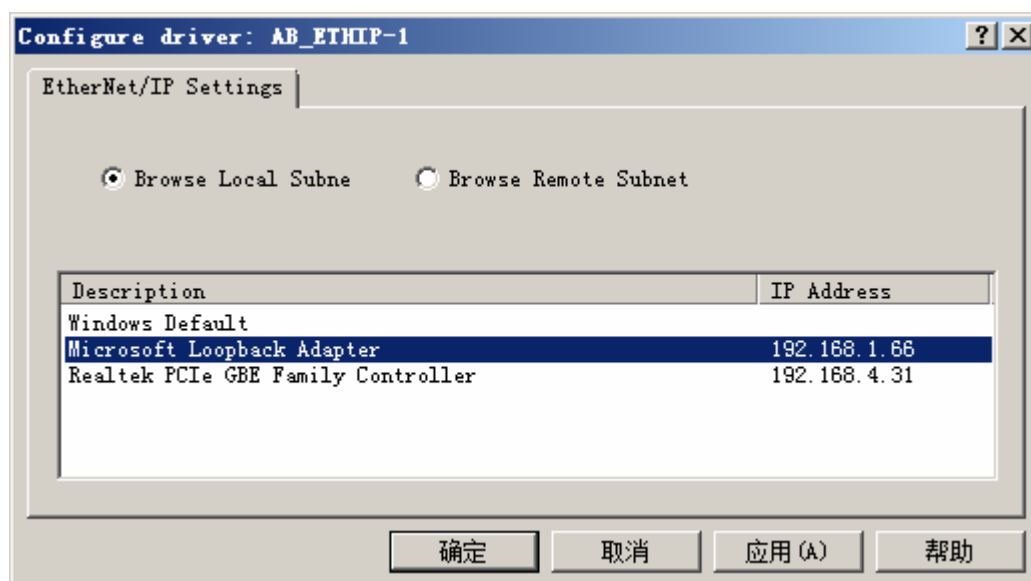 Configure driver: AB_ETHIP-1
EtherNet/IP Settings
Browse Local Subne Browse Remote Subnet
Description IP Address
Windows Default
Microsoft Loopback Adapter 192.168.1.66
Realtek PCIe GBE Family Controller 192.168.4.31
确定 取消 应用(A) 帮助